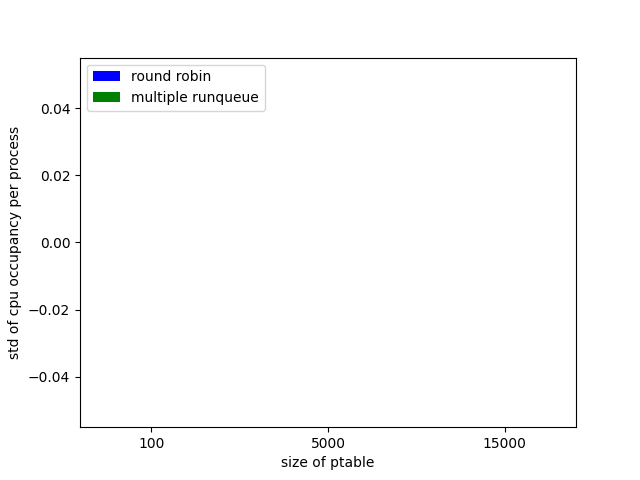 round robin
multiple runqueue
0.04
0.02
0.00
−0.02
−0.04
std of cpu occupancy per process
100
5000
15000
size of ptable